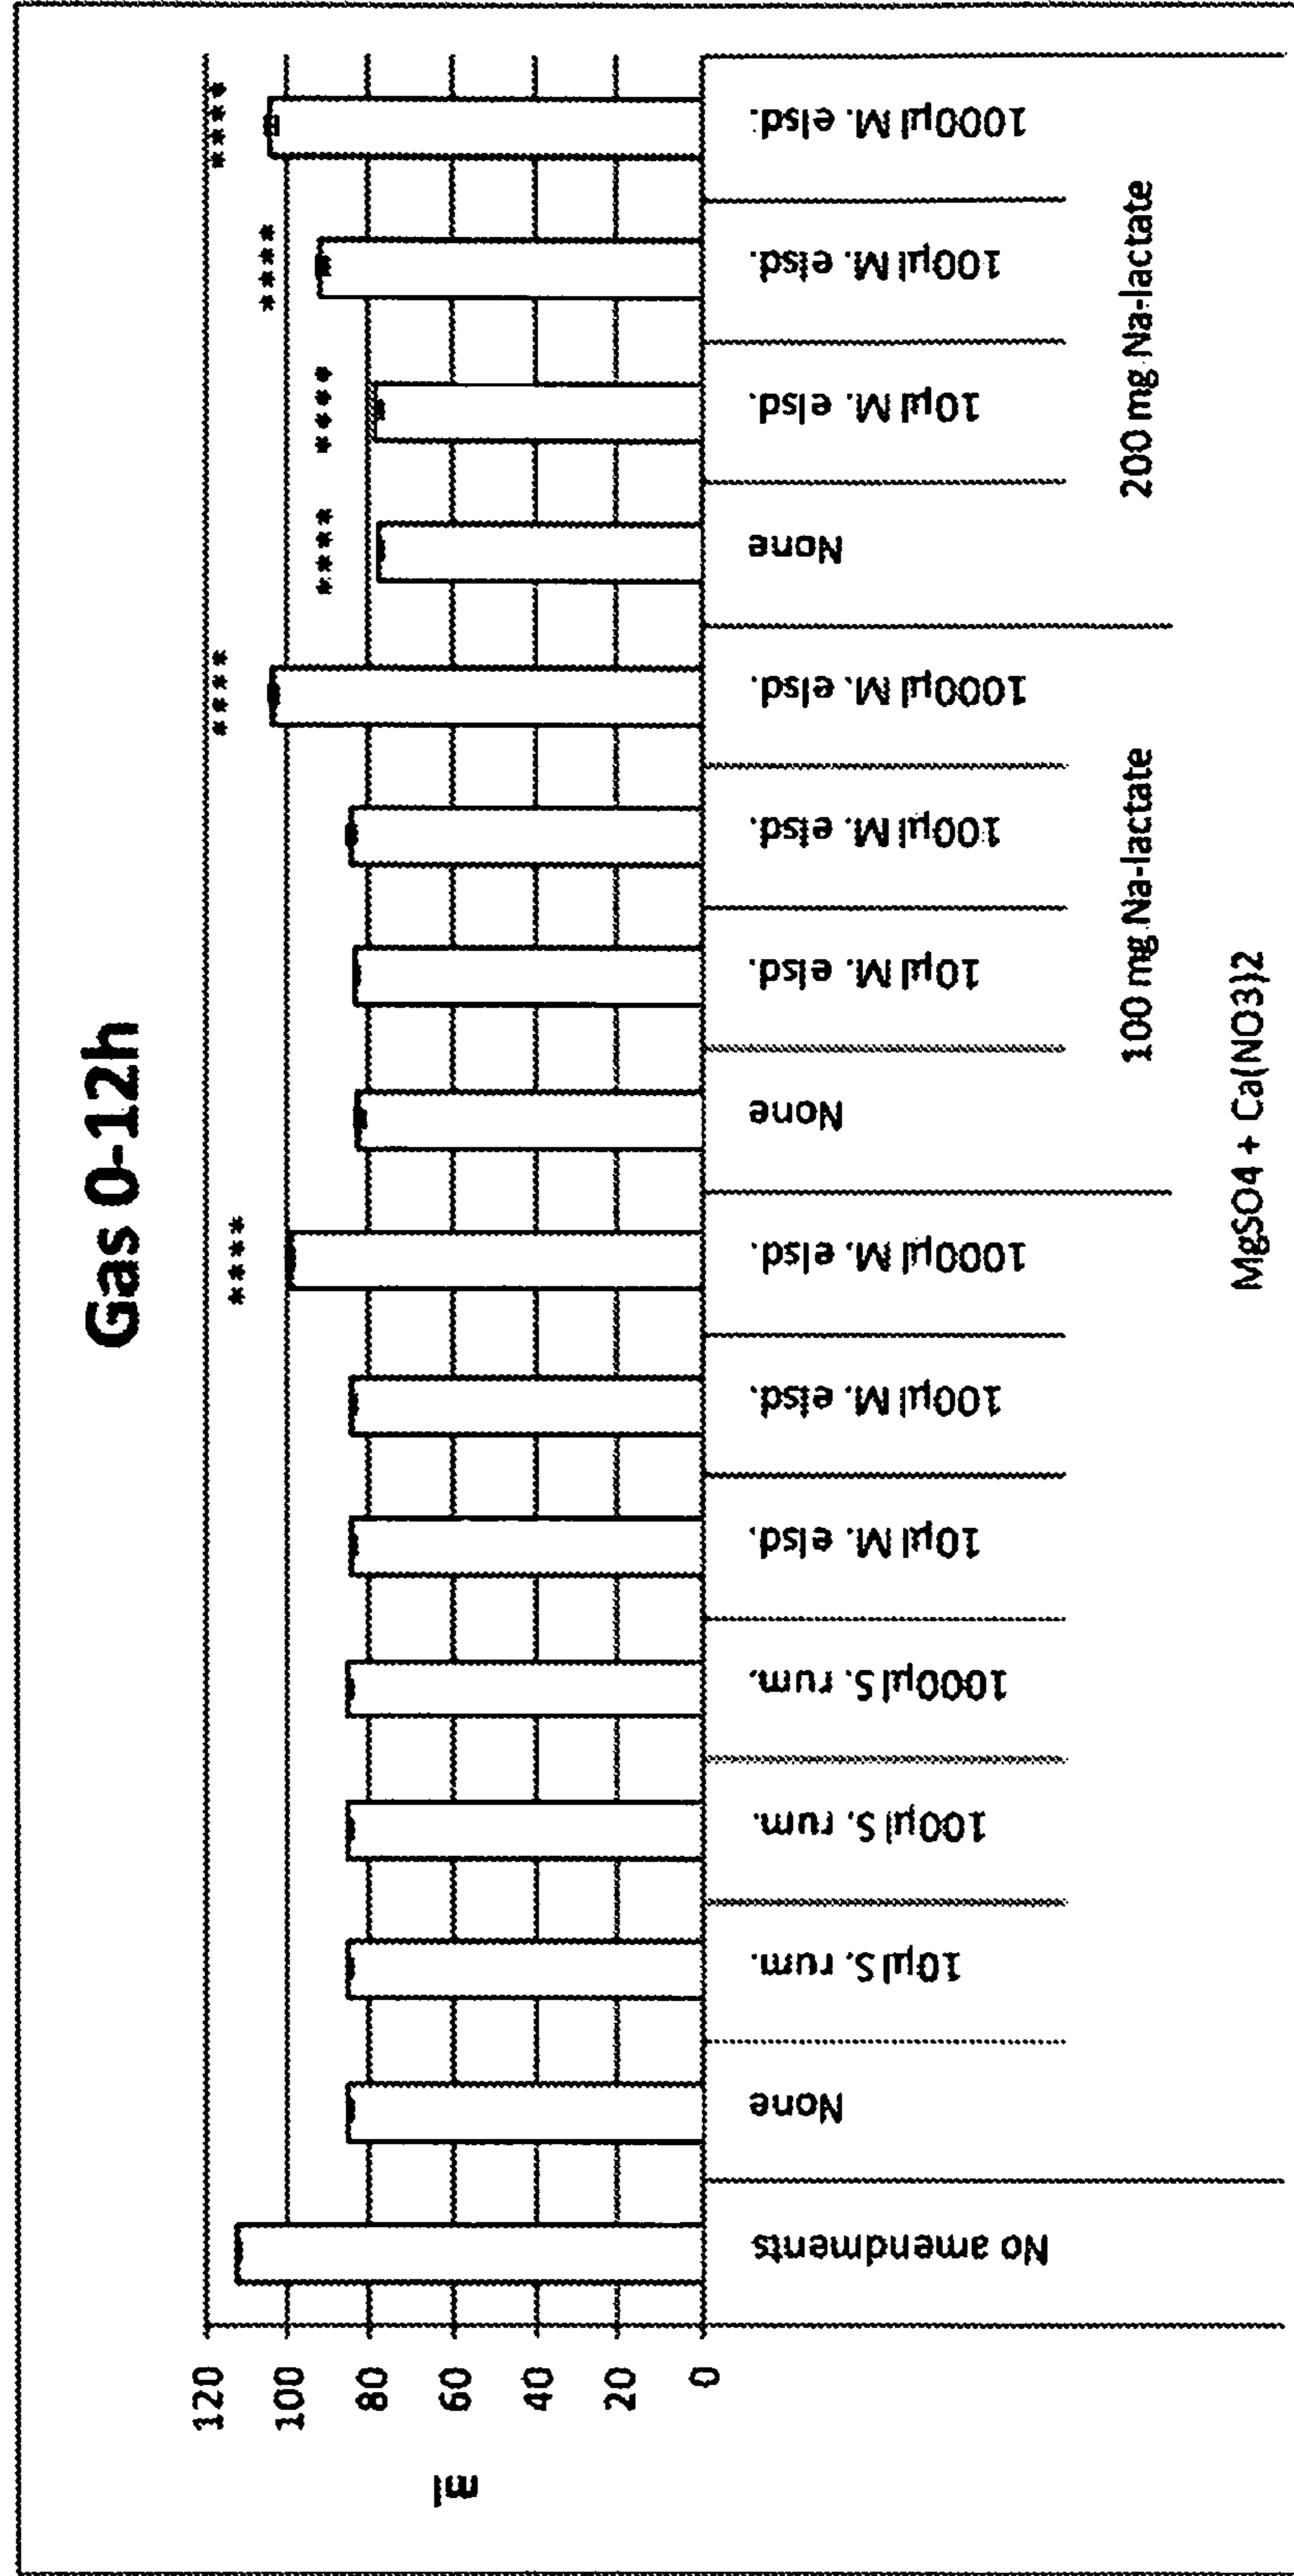 Gas 0-12h
ml
120
100
80
60
40
20
0
****
****
****
****
****
****
No amendments
None
10µl S. rum.
100µl S. rum.
1000µl S. rum.
10µl M. elsd.
100µl M. elsd.
1000µl M. elsd.
None
10µl M. elsd.
100µl M. elsd.
1000µl M. elsd.
None
10µl M. elsd.
100µl M. elsd.
1000µl M. elsd.
100 mg Na-lactate
200 mg Na-lactate
MgSO4 + Ca(NO3)2